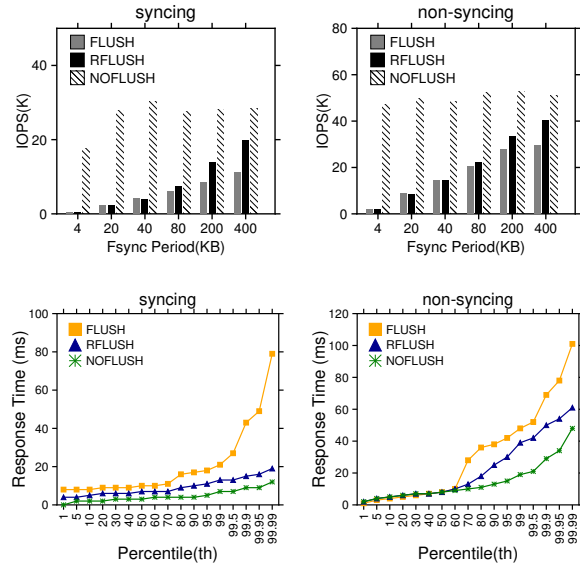 syncing
IOPS(K)
40
20
0
FLUSH
RFLUSH
NOFLUSH
4 20 40 80 200 400
Fsync Period(KB)
non-syncing
IOPS(K)
80
60
40
20
0
FLUSH
RFLUSH
NOFLUSH
4 20 40 80 200 400
Fsync Period(KB)
syncing
Response Time (ms)
100
80
60
40
20
0
FLUSH
RFLUSH
NOFLUSH
1 5 10 20 30 40 50 60 70 80 90 95 99 99.5 99.9 99.95 99.99
Percentile(th)
non-syncing
Response Time (ms)
120
100
80
60
40
20
0
FLUSH
RFLUSH
NOFLUSH
1 5 10 20 30 40 50 60 70 80 90 95 99 99.5 99.9 99.95 99.99
Percentile(th)